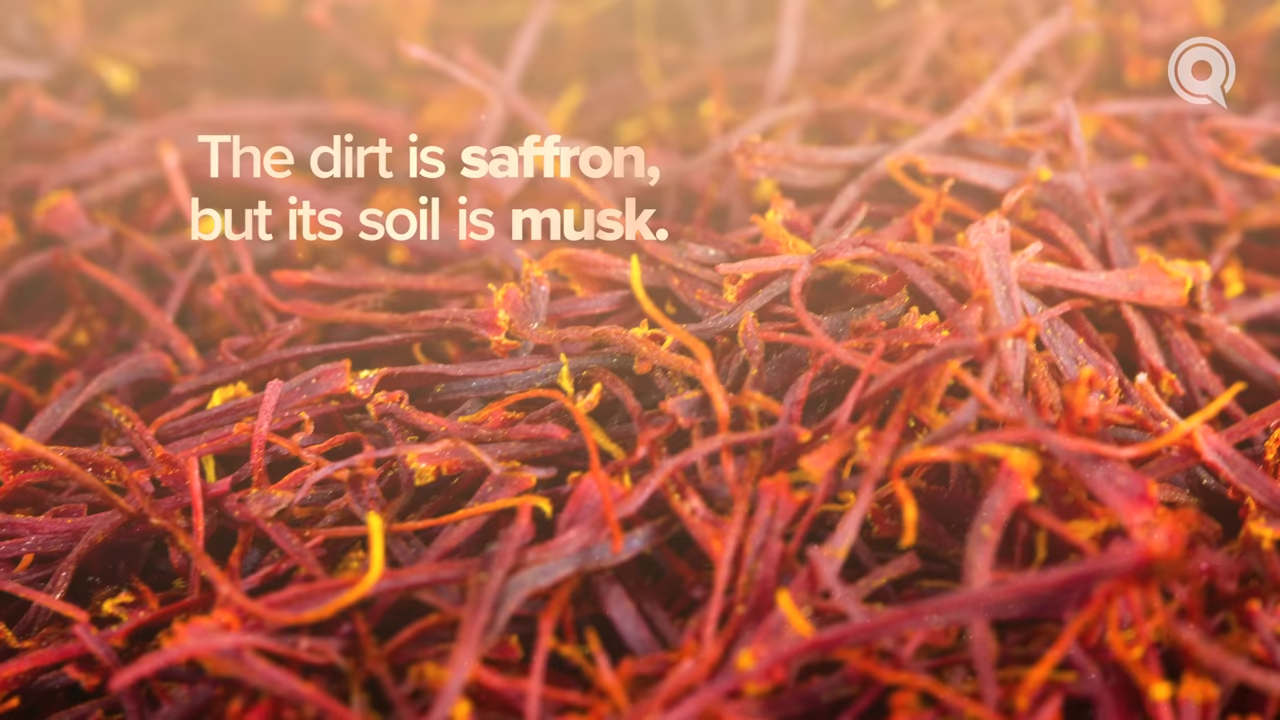 The dirt is saffron,
but its soil is musk.